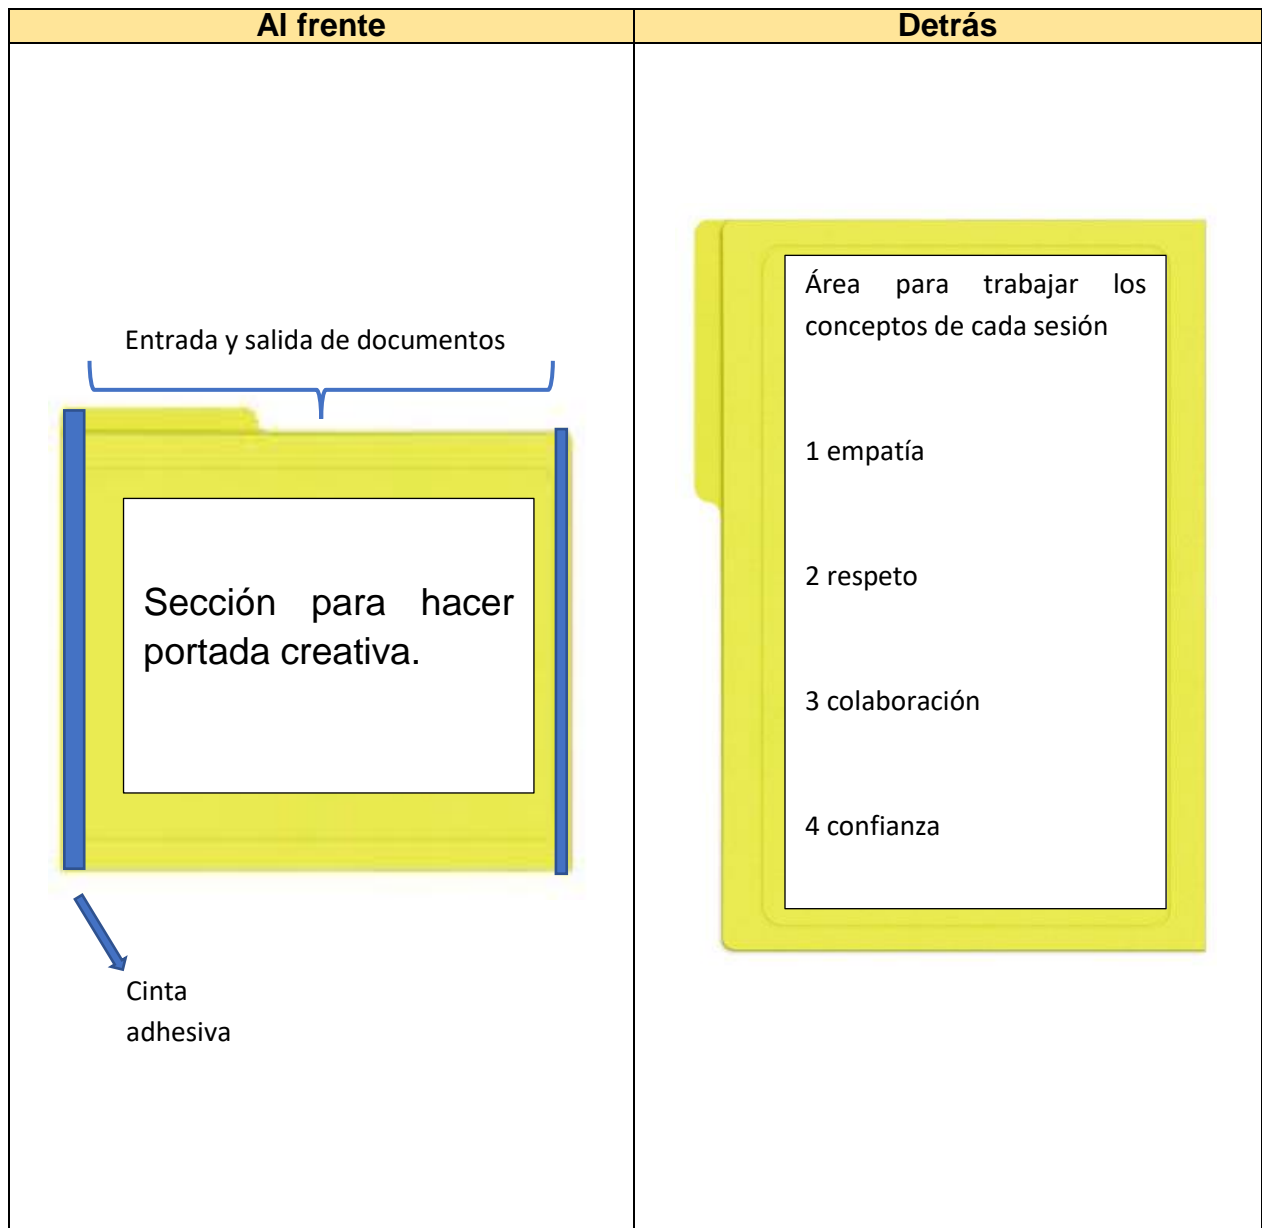 Al frente
Detrás
Entrada y salida de documentos
Sección para hacer
portada creativa.
Cinta
adhesiva
Área para trabajar los
conceptos de cada sesión
1 empatía
2 respeto
3 colaboración
4 confianza